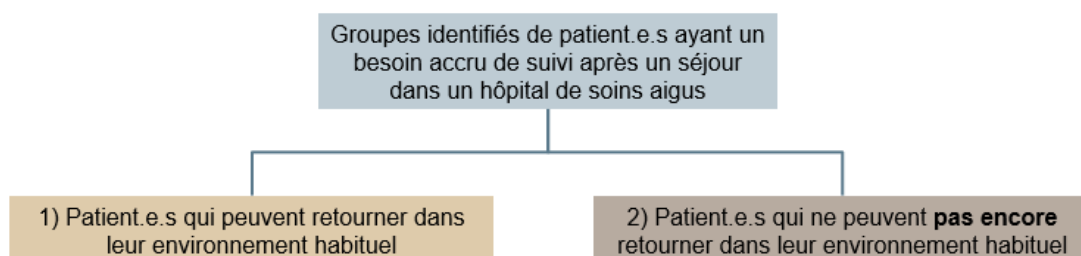 Groupes identifiés de patient.e.s ayant un
besoin accru de suivi après un séjour
dans un hôpital de soins aigus
1) Patient.e.s qui peuvent retourner dans
leur environnement habituel
2) Patient.e.s qui ne peuvent pas encore
retourner dans leur environnement habituel